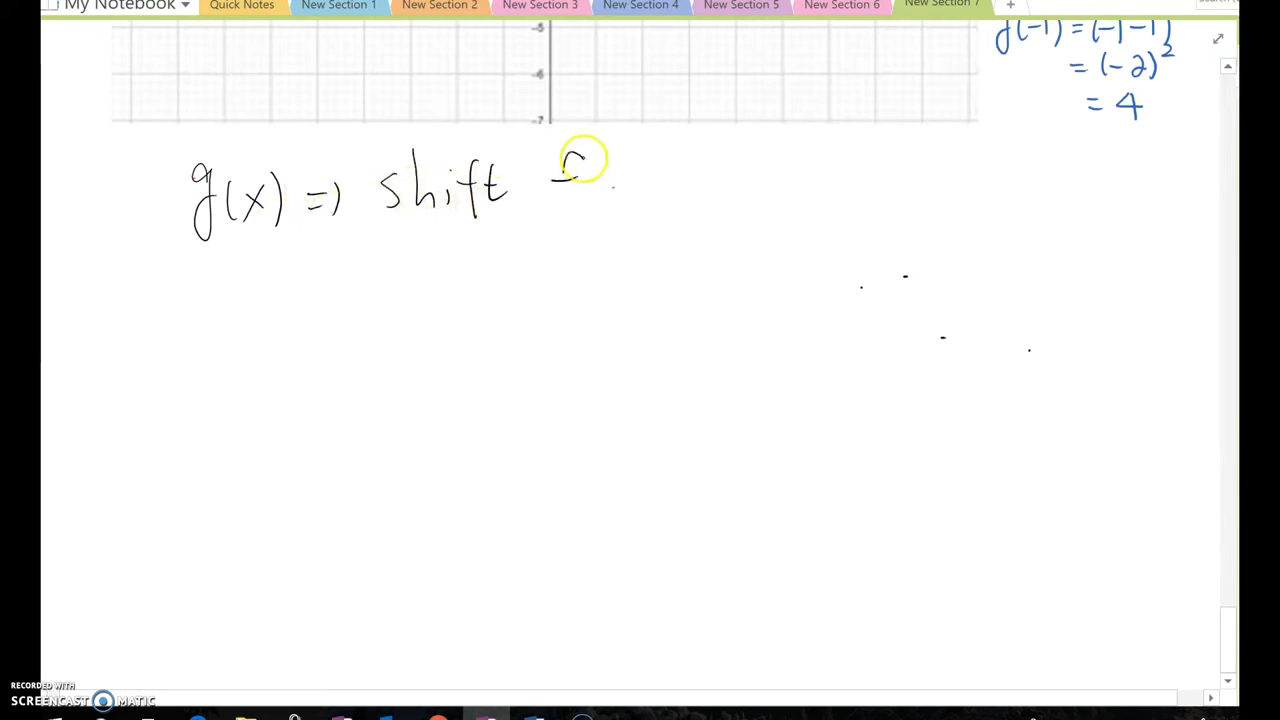 My Notebook Quick Notes New Section 1 New Section 2 New Section 3 New Section 4 New Section 5 New Section 6 New Section 7 +
g(-1) = (-1-1)
= (-2)²
= 4
-5
-6
-7
g(x) => shift
RECORDED WITH
SCREENCAST MATIC